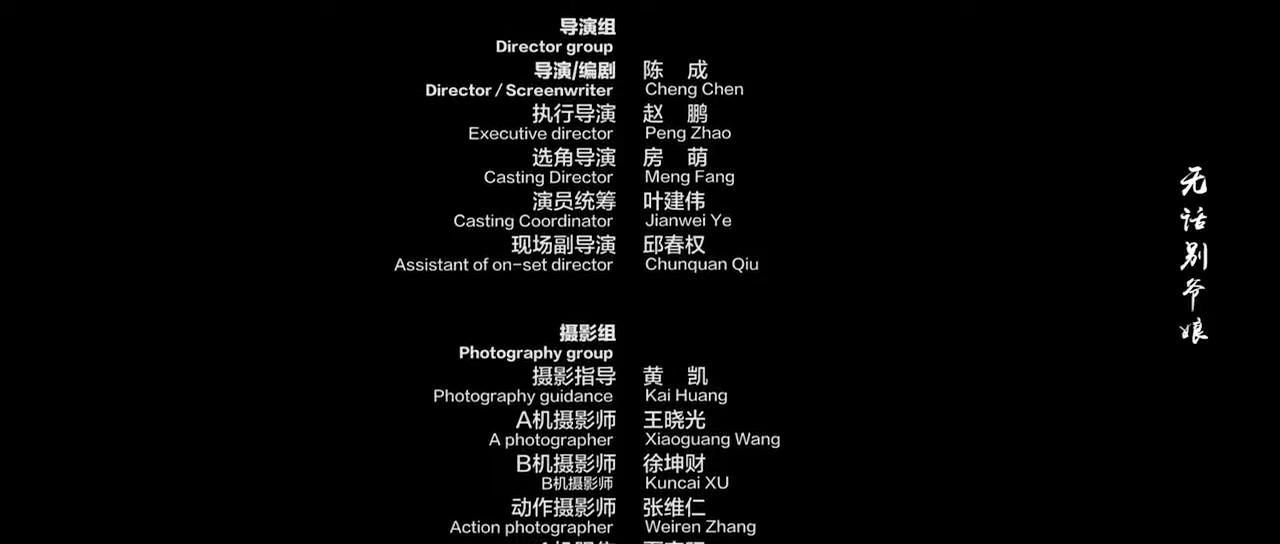 导演组
Director group
导演/编剧 陈 成
Director / Screenwriter Cheng Chen
执行导演 赵 鹏
Executive director Peng Zhao
选角导演 房 萌
Casting Director Meng Fang
演员统筹 叶建伟
Casting Coordinator Jianwei Ye
现场副导演 邱春权
Assistant of on-set director Chunquan Qiu
摄影组
Photography group
摄影指导 黄 凯
Photography guidance Kai Huang
A机摄影师 王晓光
A photographer Xiaoguang Wang
B机摄影师 徐坤财
B机摄影师 Kuncai XU
动作摄影师 张维仁
Action photographer Weiren Zhang
无话别爷娘